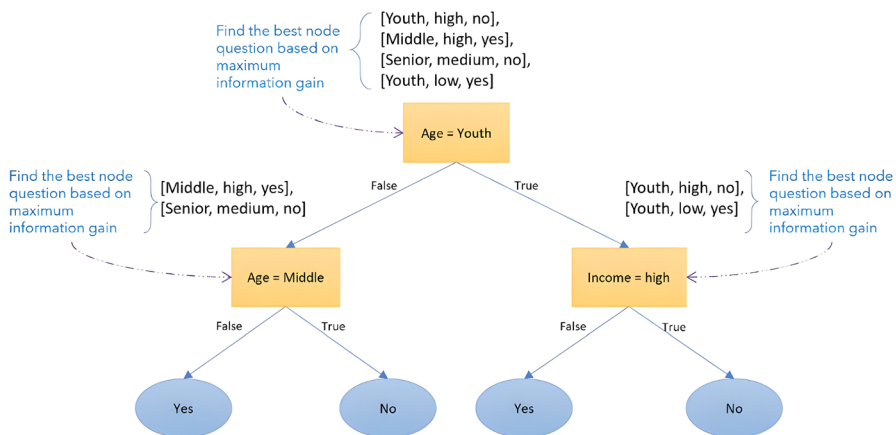 Find the best node
question based on
maximum
information gain
[Youth, high, no],
[Middle, high, yes],
[Senior, medium, no],
[Youth, low, yes]
Age = Youth
False
True
Find the best node
question based on
maximum
information gain
[Middle, high, yes],
[Senior, medium, no]
[Youth, high, no],
[Youth, low, yes]
Find the best node
question based on
maximum
information gain
Age = Middle
Income = high
False
True
False
True
Yes
No
Yes
No